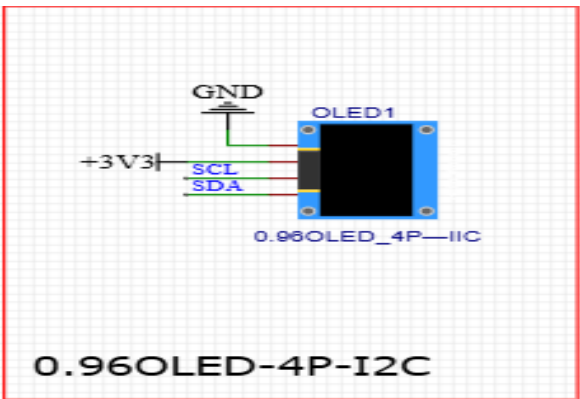 GND
OLED1
+3V3
SCL
SDA
0.96OLED_4P—IIC
0.96OLED-4P-I2C